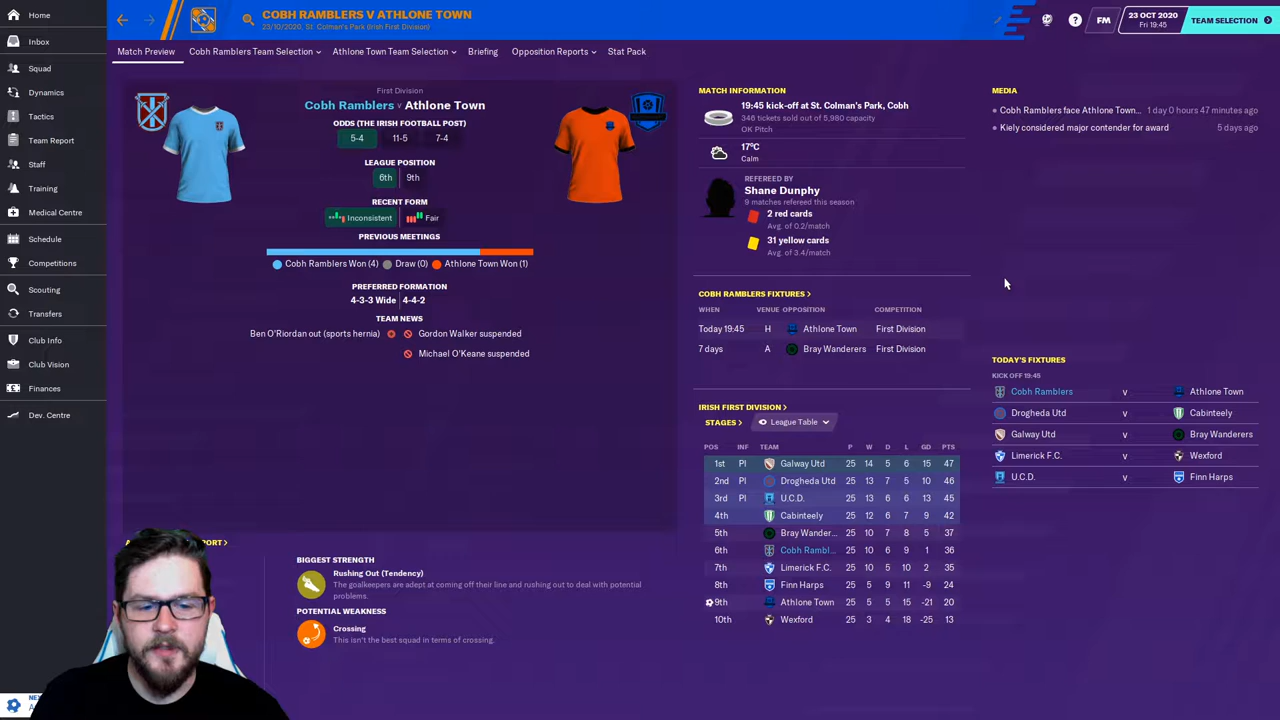 Home
Inbox
Squad
Dynamics
Tactics
Team Report
Staff
Training
Medical Centre
Schedule
Competitions
Scouting
Transfers
Club Info
Club Vision
Finances
Dev. Centre
COBH RAMBLERS V ATHLONE TOWN
23/10/2020, St. Colman's Park (Irish First Division)
FM
23 OCT 2020
Fri 19:45
TEAM SELECTION
Match Preview
Cobh Ramblers Team Selection
Athlone Town Team Selection
Briefing
Opposition Reports
Stat Pack
First Division
Cobh Ramblers v Athlone Town
ODDS (THE IRISH FOOTBALL POST)
5-4 11-5 7-4
LEAGUE POSITION
6th 9th
RECENT FORM
Inconsistent Fair
PREVIOUS MEETINGS
Cobh Ramblers Won (4) Draw (0) Athlone Town Won (1)
PREFERRED FORMATION
4-3-3 Wide 4-4-2
TEAM NEWS
Ben O'Riordan out (sports hernia) Gordon Walker suspended
Michael O'Keane suspended
BIGGEST STRENGTH
Rushing Out (Tendency)
The goalkeepers are adept at coming off their line and rushing out to deal with potential
problems.
POTENTIAL WEAKNESS
Crossing
This isn't the best squad in terms of crossing.
MATCH INFORMATION
19:45 kick-off at St. Colman's Park, Cobh
346 tickets sold out of 5,980 capacity
OK Pitch
17°C
Calm
REFEREED BY
Shane Dunphy
9 matches refereed this season
2 red cards
Avg. of 0.2/match
31 yellow cards
Avg. of 3.4/match
COBH RAMBLERS FIXTURES
WHEN VENUE OPPOSITION COMPETITION
Today 19:45 H Athlone Town First Division
7 days A Bray Wanderers First Division
IRISH FIRST DIVISION
STAGES League Table
POS INF TEAM P W D L GD PTS
1st Pl Galway Utd 25 14 5 6 15 47
2nd Pl Drogheda Utd 25 13 7 5 10 46
3rd Pl U.C.D. 25 13 6 6 13 45
4th Cabinteely 25 12 6 7 9 42
5th Bray Wander... 25 10 7 8 5 37
6th Cobh Rambl... 25 10 6 9 1 36
7th Limerick F.C. 25 10 5 10 2 35
8th Finn Harps 25 5 9 11 -9 24
9th Athlone Town 25 5 5 15 -21 20
10th Wexford 25 3 4 18 -25 13
MEDIA
Cobh Ramblers face Athlone Town... 1 day 0 hours 47 minutes ago
Kiely considered major contender for award 5 days ago
TODAY'S FIXTURES
KICK OFF 19:45
Cobh Ramblers v Athlone Town
Drogheda Utd v Cabinteely
Galway Utd v Bray Wanderers
Limerick F.C. v Wexford
U.C.D. v Finn Harps